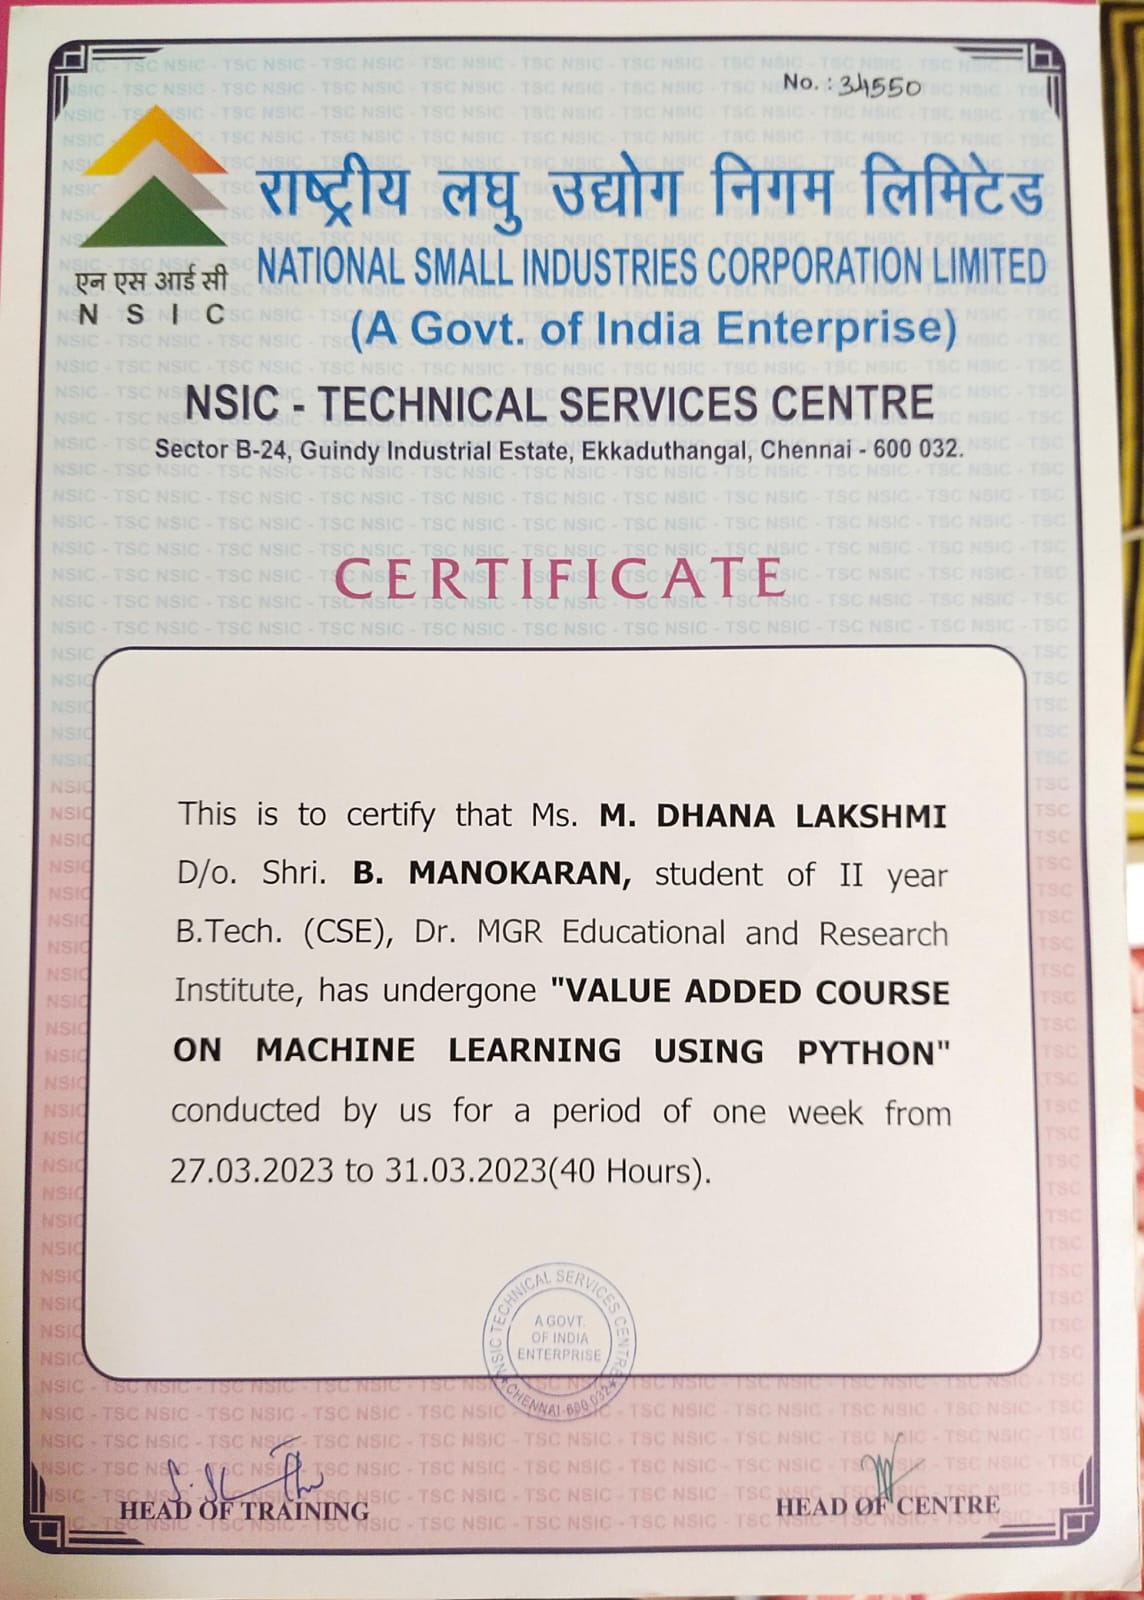 No. : 34550
राष्ट्रीय लघु उद्योग निगम लिमिटेड
एन एस आई सी
N S I C
NATIONAL SMALL INDUSTRIES CORPORATION LIMITED
(A Govt. of India Enterprise)
NSIC - TECHNICAL SERVICES CENTRE
Sector B-24, Guindy Industrial Estate, Ekkaduthangal, Chennai - 600 032.
CERTIFICATE
This is to certify that Ms. M. DHANA LAKSHMI
D/o. Shri. B. MANOKARAN, student of II year
B.Tech. (CSE), Dr. MGR Educational and Research
Institute, has undergone "VALUE ADDED COURSE
ON MACHINE LEARNING USING PYTHON"
conducted by us for a period of one week from
27.03.2023 to 31.03.2023(40 Hours).
NSIC TECHNICAL SERVICES CENTRE
A GOVT.
OF INDIA
ENTERPRISE
CHENNAI-600 032
HEAD OF TRAINING
HEAD OF CENTRE